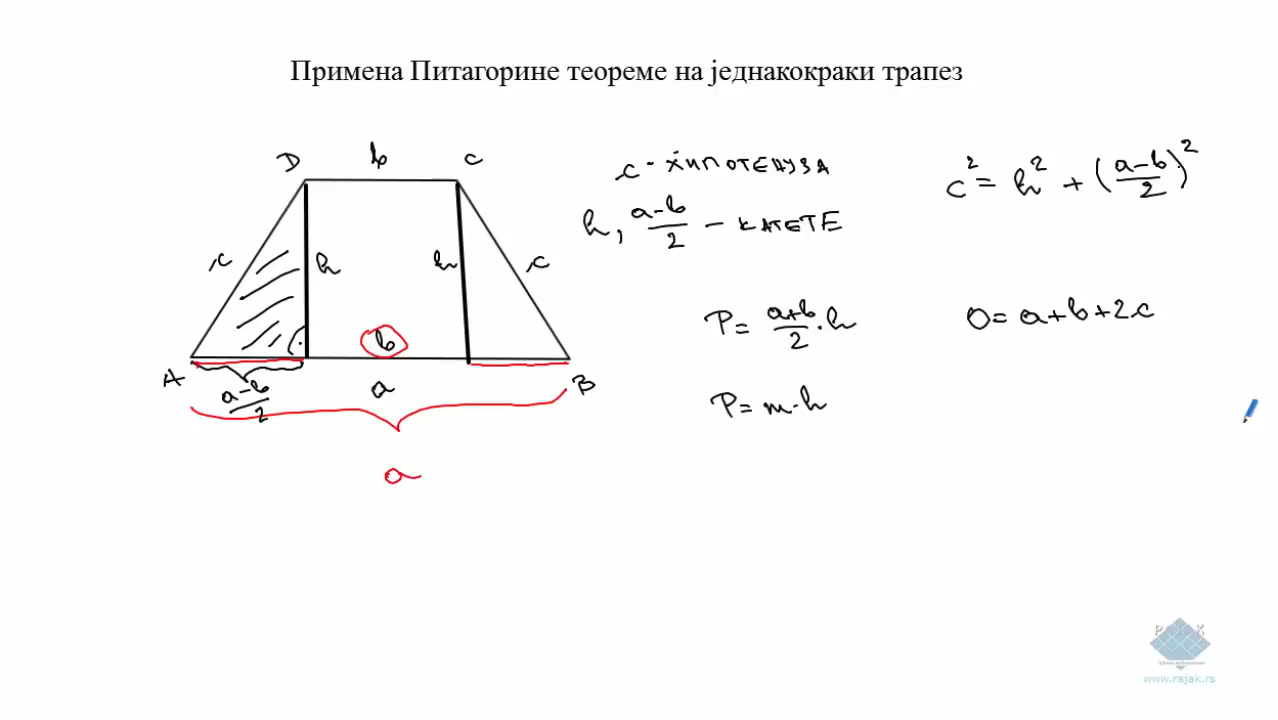 Примена Питагорине теореме на једнакокраки трапез
D b C
c h h c
b
A a B
a-b/2
a
c - ХИПОТЕНУЗА
h, a-b/2 - КАТЕТЕ
P = a+b/2 · h
P = m · h
c² = h² + (a-b/2)²
O = a + b + 2c
РАЈАК
www.rajak.rs